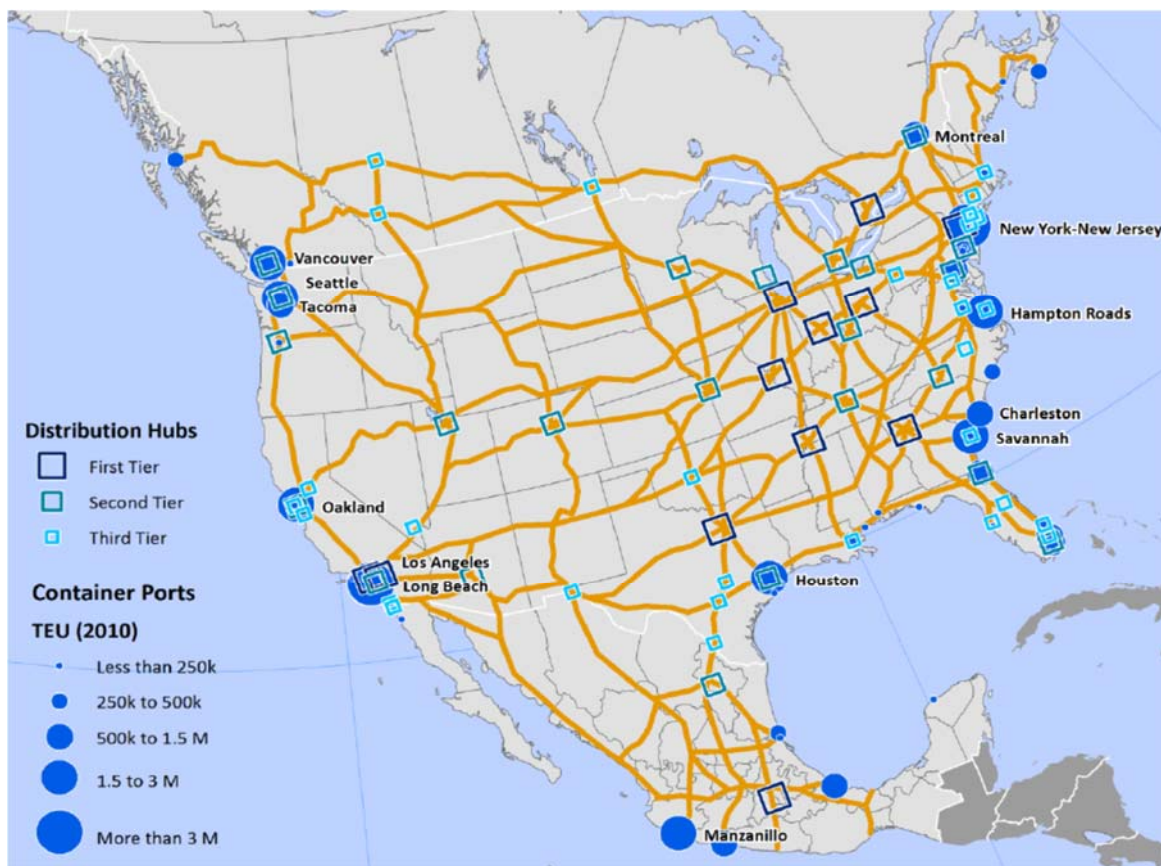 Montreal
New York-New Jersey
Vancouver
Seattle
Tacoma
Hampton Roads
Charleston
Savannah
Oakland
Los Angeles
Long Beach
Houston
Manzanillo
Distribution Hubs
First Tier
Second Tier
Third Tier
Container Ports
TEU (2010)
Less than 250k
250k to 500k
500k to 1.5 M
1.5 to 3 M
More than 3 M